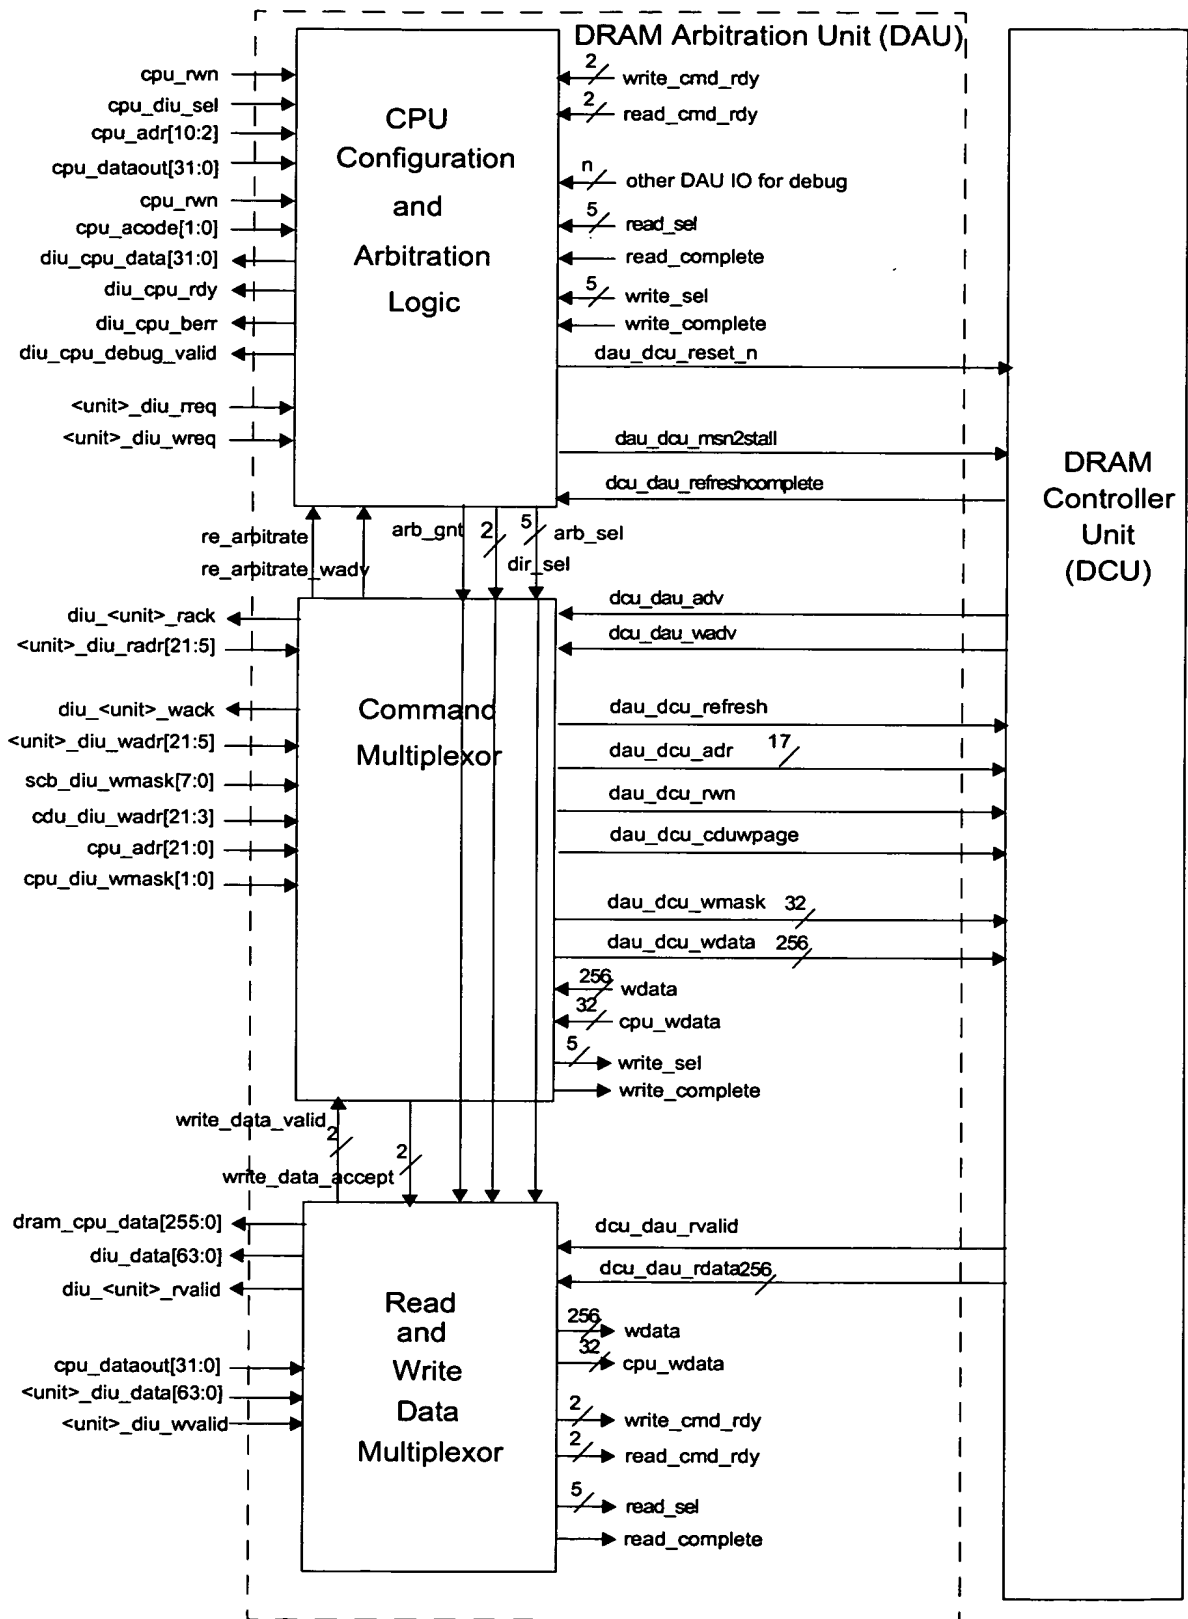 DRAM Arbitration Unit (DAU)
cpu_rwn
cpu_diu_sel
cpu_adr[10:2]
cpu_dataout[31:0]
cpu_rwn
cpu_acode[1:0]
diu_cpu_data[31:0]
diu_cpu_rdy
diu_cpu_berr
diu_cpu_debug_valid
<unit>_diu_rreq
<unit>_diu_wreq
CPU
Configuration
and
Arbitration
Logic
2
write_cmd_rdy
2
read_cmd_rdy
n
other DAU IO for debug
5
read_sel
read_complete
5
write_sel
write_complete
dau_dcu_reset_n
dau_dcu_msn2stall
dcu_dau_refreshcomplete
DRAM
Controller
Unit
(DCU)
re_arbitrate
re_arbitrate_wadv
arb_gnt
2
dir_sel
5
arb_sel
diu_<unit>_rack
<unit>_diu_radr[21:5]
diu_<unit>_wack
<unit>_diu_wadr[21:5]
scb_diu_wmask[7:0]
cdu_diu_wadr[21:3]
cpu_adr[21:0]
cpu_diu_wmask[1:0]
Command
Multiplexor
dcu_dau_adv
dcu_dau_wadv
dau_dcu_refresh
dau_dcu_adr 17
dau_dcu_rwn
dau_dcu_cduwpage
dau_dcu_wmask 32
dau_dcu_wdata 256
256
wdata
32
cpu_wdata
5
write_sel
write_complete
write_data_valid
2
write_data_accept
2
dram_cpu_data[255:0]
diu_data[63:0]
diu_<unit>_rvalid
cpu_dataout[31:0]
<unit>_diu_data[63:0]
<unit>_diu_wvalid
Read
and
Write
Data
Multiplexor
dcu_dau_rvalid
dcu_dau_rdata 256
256
wdata
32
cpu_wdata
2
write_cmd_rdy
2
read_cmd_rdy
5
read_sel
read_complete